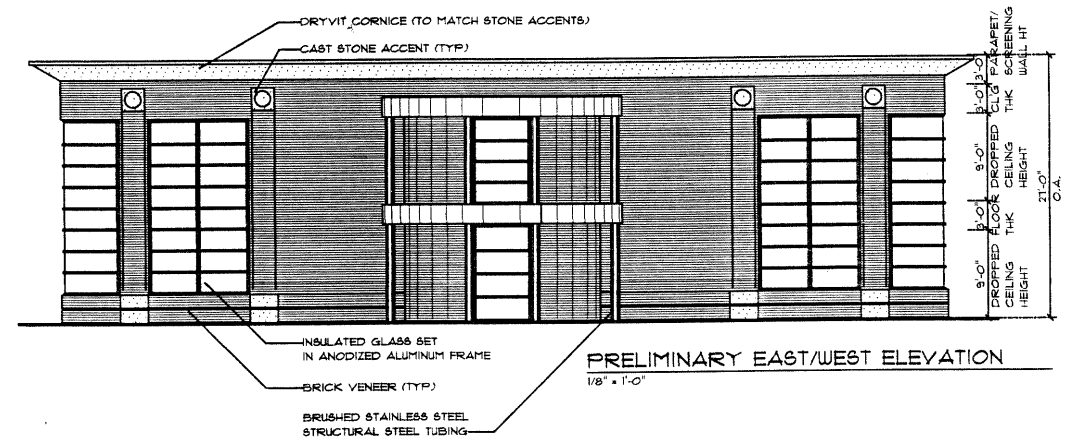 DRYVIT CORNICE (TO MATCH STONE ACCENTS)
CAST STONE ACCENT (TYP)
3'-0" PARAPET/
SCREENING
WALL HT
3'-0" CLG
THK
9'-0" DROPPED
CEILING
HEIGHT
3'-0" FLOOR
THK
9'-0" DROPPED
CEILING
HEIGHT
27'-0"
O.A.
INSULATED GLASS SET
IN ANODIZED ALUMINUM FRAME
BRICK VENEER (TYP)
BRUSHED STAINLESS STEEL
STRUCTURAL STEEL TUBING
PRELIMINARY EAST/WEST ELEVATION
1/8" = 1'-0"